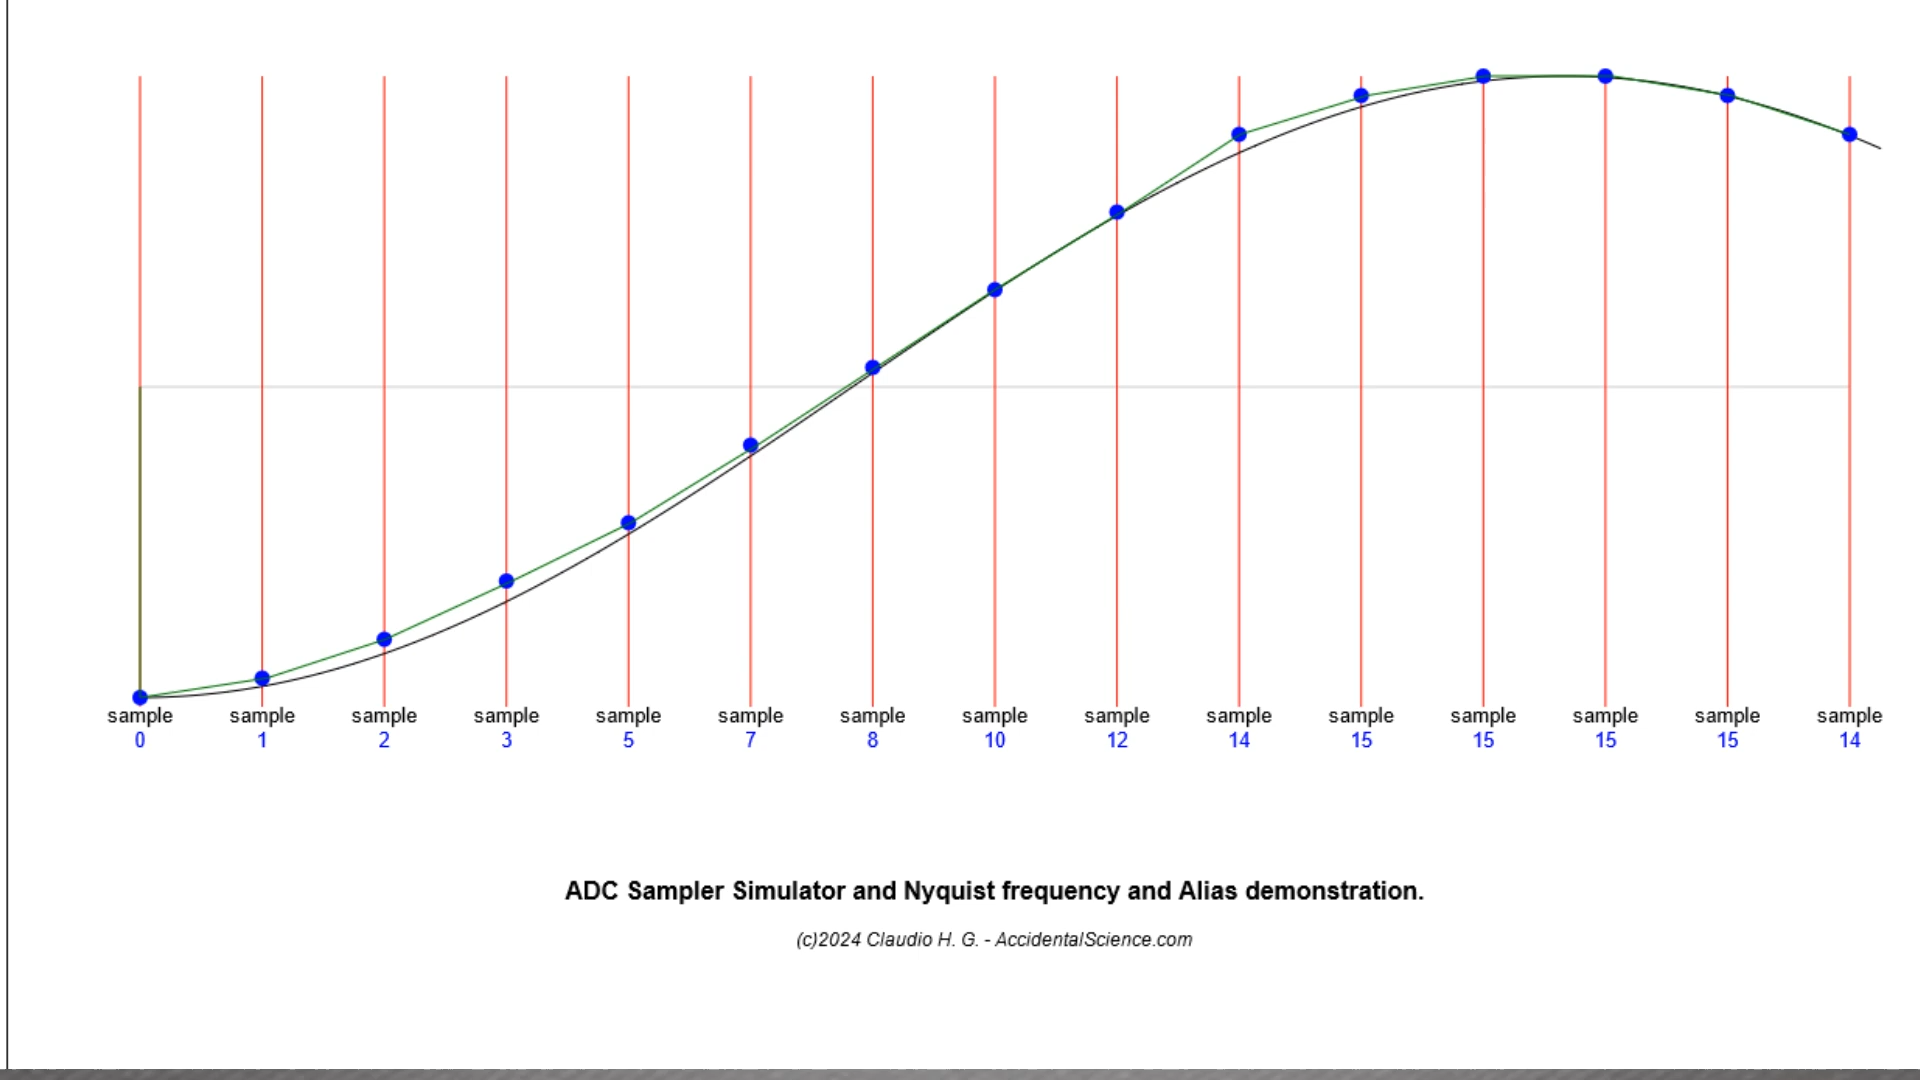 sample sample sample sample sample sample sample sample sample sample sample sample sample sample sample
0 1 2 3 5 7 8 10 12 14 15 15 15 15 14
ADC Sampler Simulator and Nyquist frequency and Alias demonstration.
(c)2024 Claudio H. G. - AccidentalScience.com